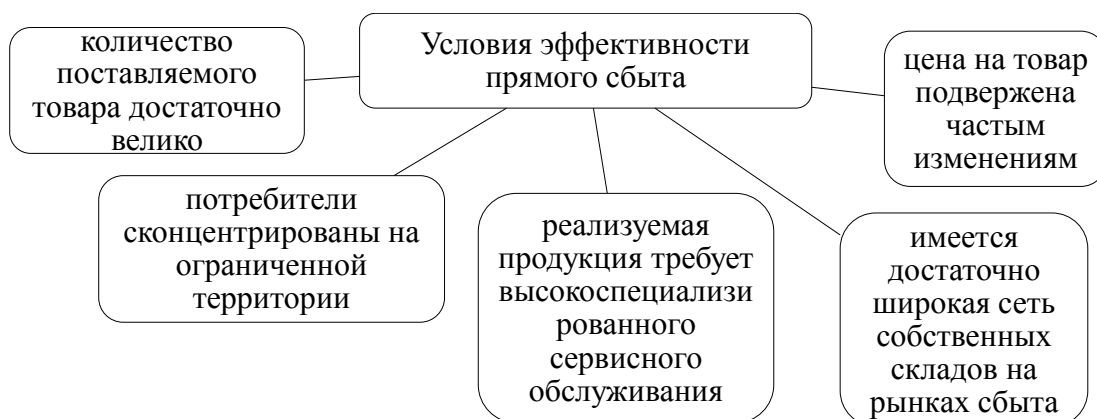 Условия эффективности
прямого сбыта
количество
поставляемого
товара достаточно
велико
цена на товар
подвержена
частым
изменениям
потребители
сконцентрированы на
ограниченной
территории
реализуемая
продукция требует
высокоспециализи
рованного
сервисного
обслуживания
имеется
достаточно
широкая сеть
собственных
складов на
рынках сбыта